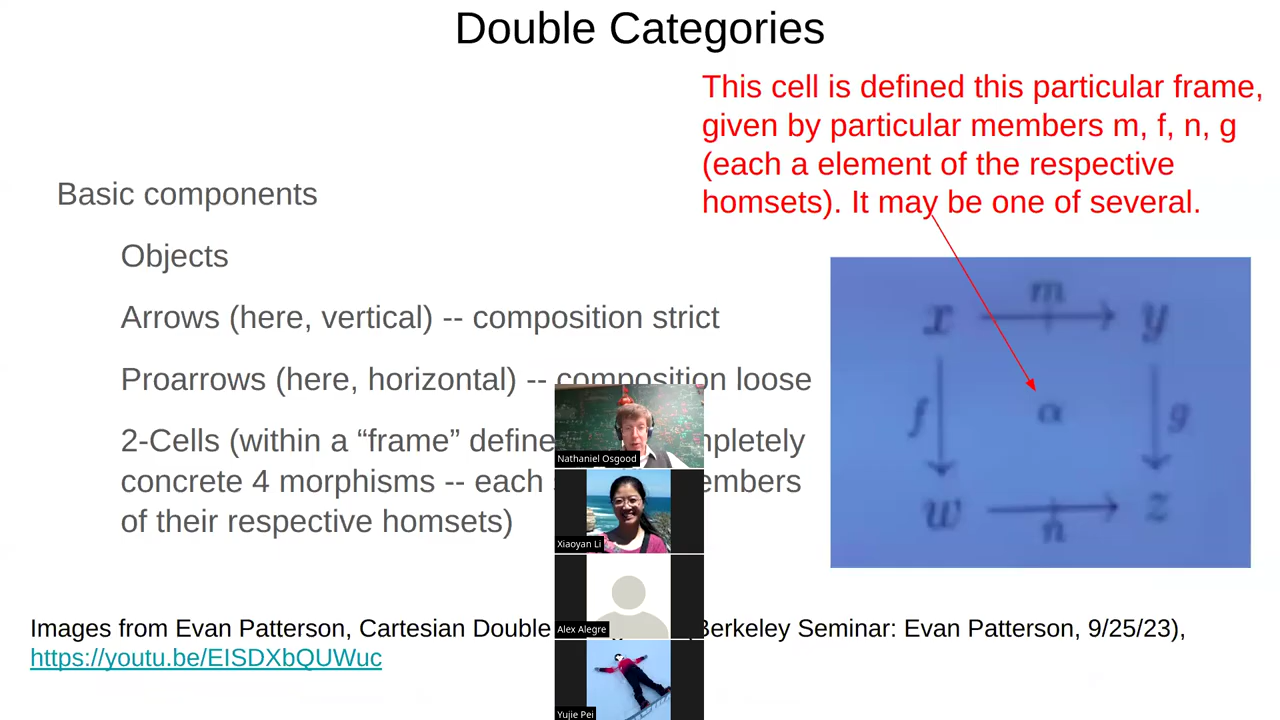 Double Categories
This cell is defined this particular frame,
given by particular members m, f, n, g
(each a element of the respective
homsets). It may be one of several.
Basic components
Objects
Arrows (here, vertical) -- composition strict
Proarrows (here, horizontal) -- composition loose
2-Cells (within a “frame” define mpletely
concrete 4 morphisms -- each embers
of their respective homsets)
m
x y
f α g
w z
n
Nathaniel Osgood
Xiaoyan Li
Alex Alegre
Yujie Pei
Images from Evan Patterson, Cartesian Double Berkeley Seminar: Evan Patterson, 9/25/23),
https://youtu.be/EISDXbQUWuc